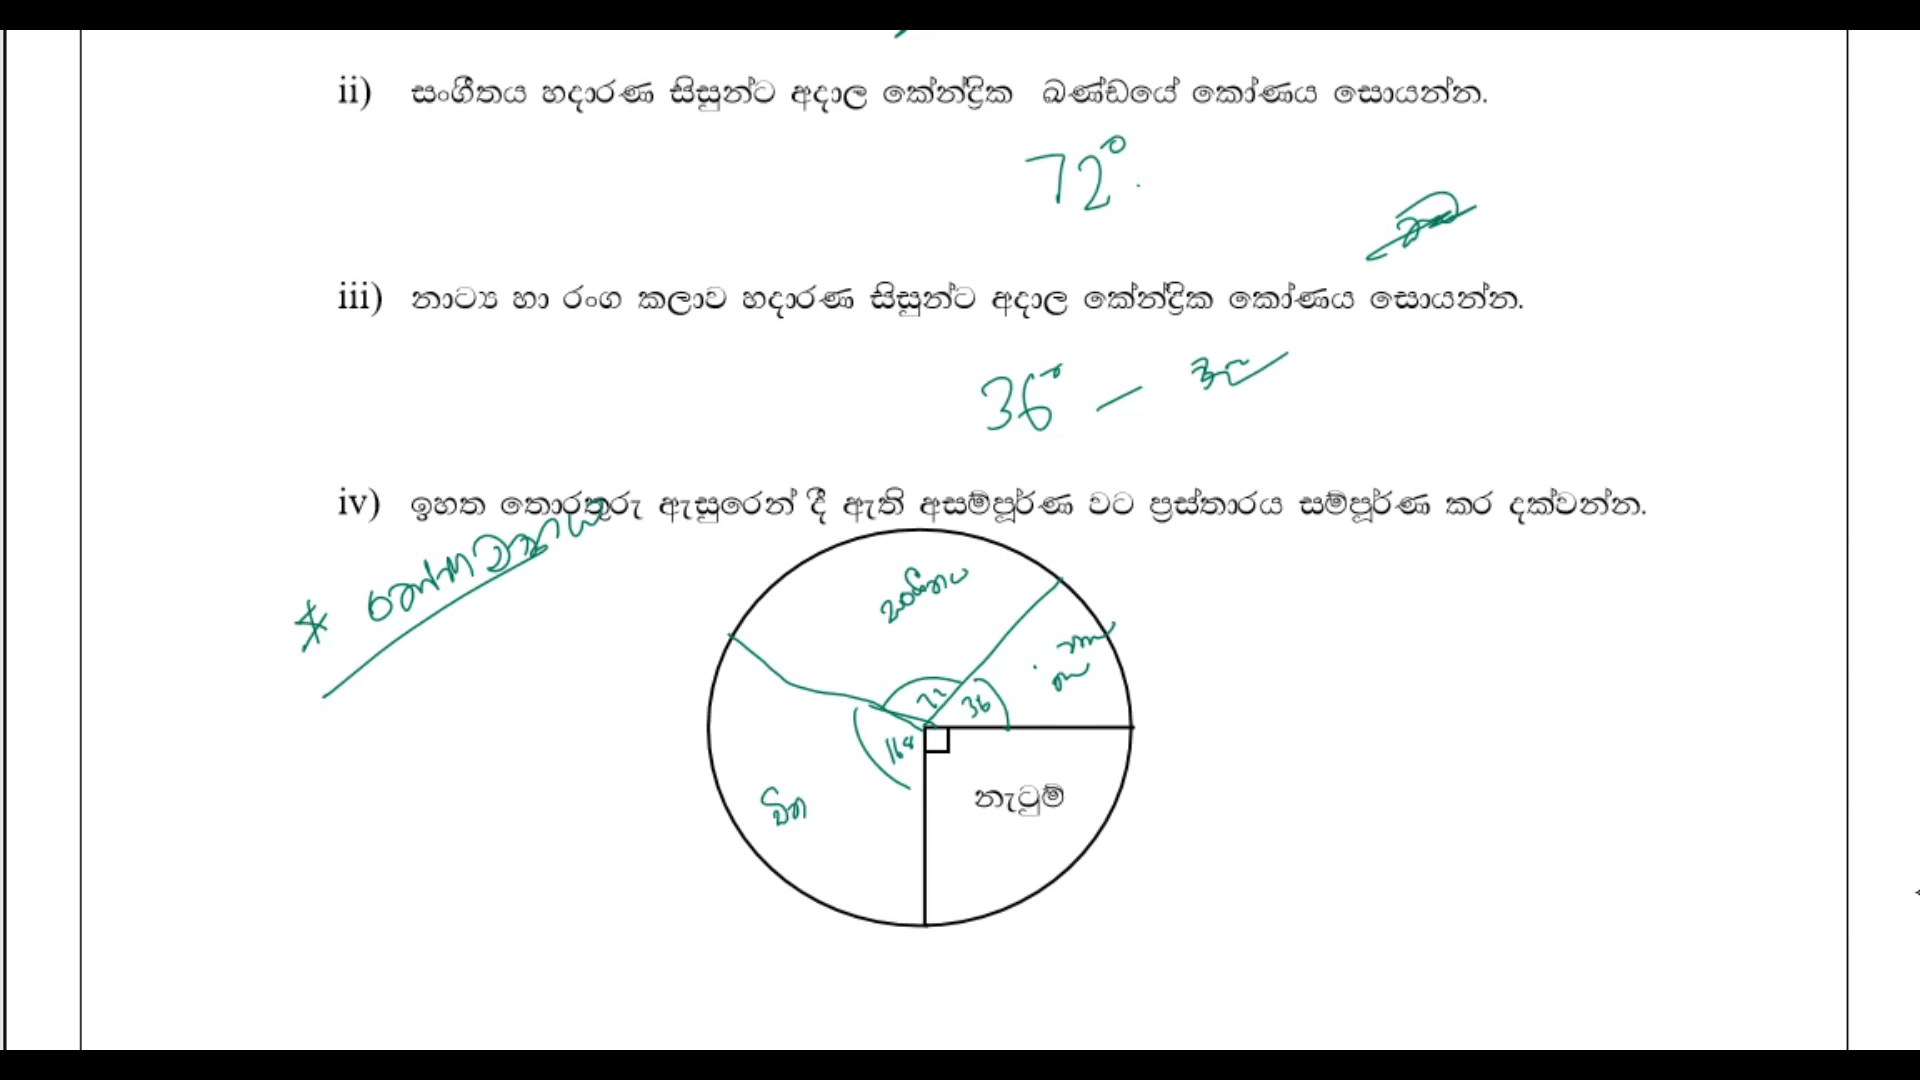 ii) සංගීතය හදාරණ සිසුන්ට අදාල කේන්ද්‍රික ඛණ්ඩයේ කෝණය සොයන්න.
72°
iii) නාට්‍ය හා රංග කලාව හදාරණ සිසුන්ට අදාල කේන්ද්‍රික කෝණය සොයන්න.
36° –
iv) ඉහත තොරතුරු ඇසුරෙන් දී ඇති අසම්පූර්ණ වට ප්‍රස්තාරය සම්පූර්ණ කර දක්වන්න.
*
සංගීතය
72 36
නැටුම්
චිත්‍ර